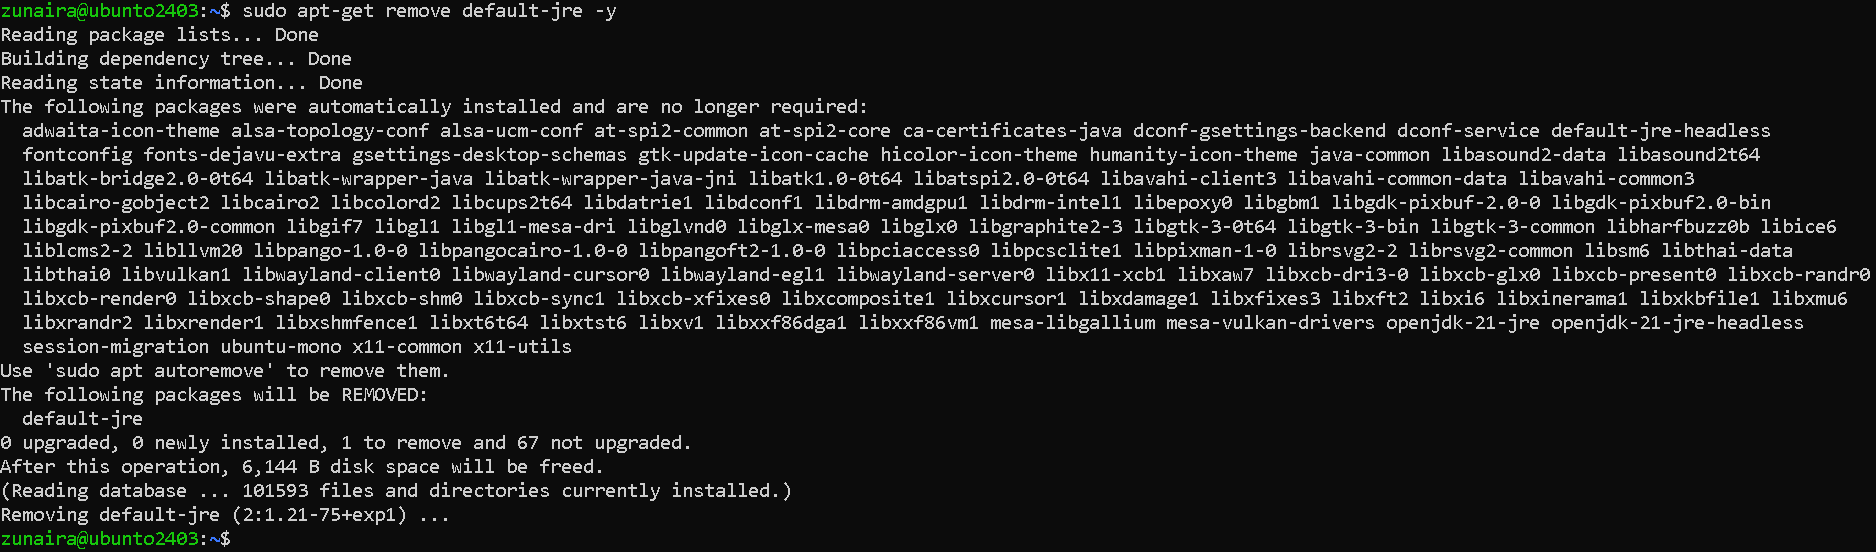 zunaira@ubunto2403:~$ sudo apt-get remove default-jre -y
Reading package lists... Done
Building dependency tree... Done
Reading state information... Done
The following packages were automatically installed and are no longer required:
  adwaita-icon-theme alsa-topology-conf alsa-ucm-conf at-spi2-common at-spi2-core ca-certificates-java dconf-gsettings-backend dconf-service default-jre-headless
  fontconfig fonts-dejavu-extra gsettings-desktop-schemas gtk-update-icon-cache hicolor-icon-theme humanity-icon-theme java-common libasound2-data libasound2t64
  libatk-bridge2.0-0t64 libatk-wrapper-java libatk-wrapper-java-jni libatk1.0-0t64 libatspi2.0-0t64 libavahi-client3 libavahi-common-data libavahi-common3
  libcairo-gobject2 libcairo2 libcolord2 libcups2t64 libdatrie1 libdconf1 libdrm-amdgpu1 libdrm-intel1 libepoxy0 libgbm1 libgdk-pixbuf-2.0-0 libgdk-pixbuf2.0-bin
  libgdk-pixbuf2.0-common libgif7 libgl1 libgl1-mesa-dri libglvnd0 libglx-mesa0 libglx0 libgraphite2-3 libgtk-3-0t64 libgtk-3-bin libgtk-3-common libharfbuzz0b libice6
  liblcms2-2 libllvm20 libpango-1.0-0 libpangocairo-1.0-0 libpangoft2-1.0-0 libpciaccess0 libpcsclite1 libpixman-1-0 librsvg2-2 librsvg2-common libsm6 libthai-data
  libthai0 libvulkan1 libwayland-client0 libwayland-cursor0 libwayland-egl1 libwayland-server0 libx11-xcb1 libxaw7 libxcb-dri3-0 libxcb-glx0 libxcb-present0 libxcb-randr0
  libxcb-render0 libxcb-shape0 libxcb-shm0 libxcb-sync1 libxcb-xfixes0 libxcomposite1 libxcursor1 libxdamage1 libxfixes3 libxft2 libxi6 libxinerama1 libxkbfile1 libxmu6
  libxrandr2 libxrender1 libxshmfence1 libxt6t64 libxtst6 libxv1 libxxf86dga1 libxxf86vm1 mesa-libgallium mesa-vulkan-drivers openjdk-21-jre openjdk-21-jre-headless
  session-migration ubuntu-mono x11-common x11-utils
Use 'sudo apt autoremove' to remove them.
The following packages will be REMOVED:
  default-jre
0 upgraded, 0 newly installed, 1 to remove and 67 not upgraded.
After this operation, 6,144 B disk space will be freed.
(Reading database ... 101593 files and directories currently installed.)
Removing default-jre (2:1.21-75+exp1) ...
zunaira@ubunto2403:~$